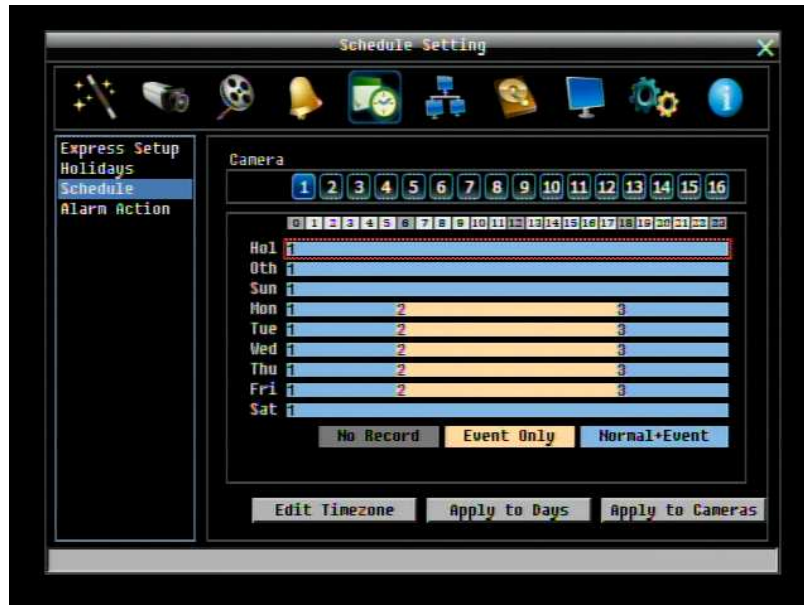 Schedule Setting
X
Express Setup
Holidays
Schedule
Alarm Action
Camera
1 2 3 4 5 6 7 8 9 10 11 12 13 14 15 16
0 1 2 3 4 5 6 7 8 9 10 11 12 13 14 15 16 17 18 19 20 21 22 23
Hol 1
Oth 1
Sun 1
Mon 1 2 3
Tue 1 2 3
Wed 1 2 3
Thu 1 2 3
Fri 1 2 3
Sat 1
No Record Event Only Normal+Event
Edit Timezone Apply to Days Apply to Cameras